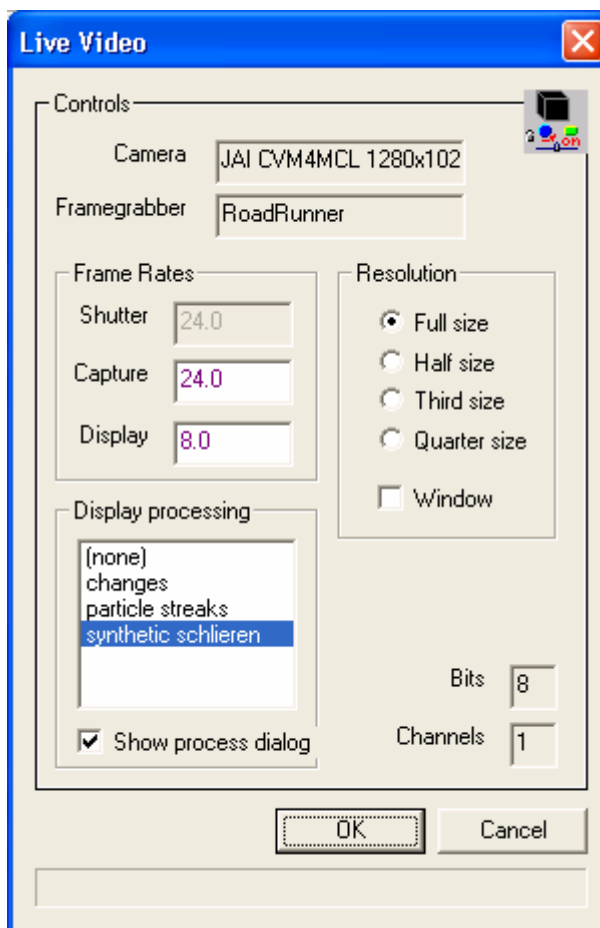 Live Video
Controls
Camera JAI CVM4MCL 1280x102
Framegrabber RoadRunner
Frame Rates
Shutter 24.0
Capture 24.0
Display 8.0
Resolution
Full size
Half size
Third size
Quarter size
Window
Display processing
(none)
changes
particle streaks
synthetic schlieren
Show process dialog
Bits 8
Channels 1
OK Cancel